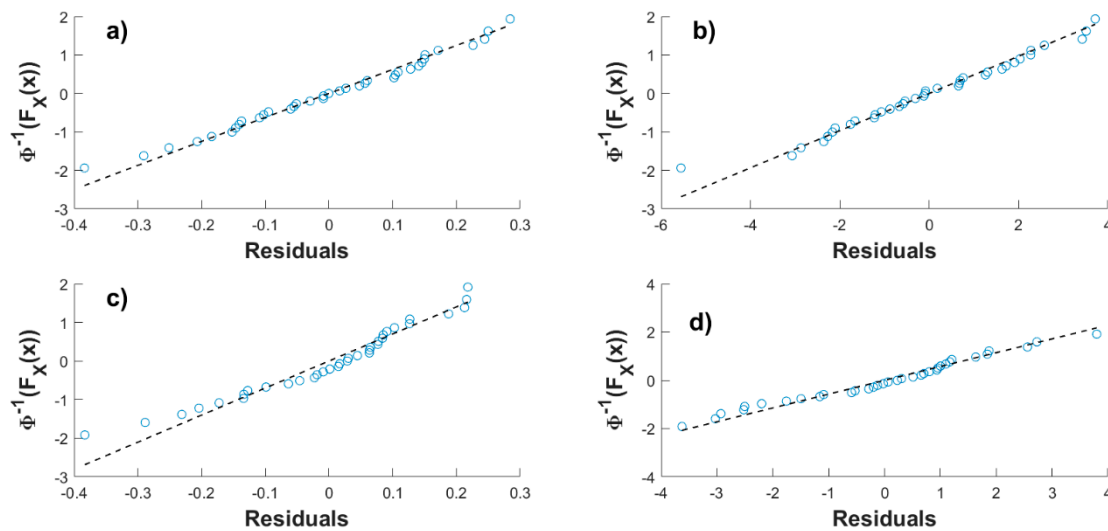 a)
2
1
0
-1
-2
-3
-0.4 -0.3 -0.2 -0.1 0 0.1 0.2 0.3
Residuals
Φ⁻¹(F_X(x))
b)
2
1
0
-1
-2
-3
-6 -4 -2 0 2 4
Residuals
Φ⁻¹(F_X(x))
c)
2
1
0
-1
-2
-3
-0.4 -0.3 -0.2 -0.1 0 0.1 0.2 0.3
Residuals
Φ⁻¹(F_X(x))
d)
4
2
0
-2
-4
-4 -3 -2 -1 0 1 2 3 4
Residuals
Φ⁻¹(F_X(x))